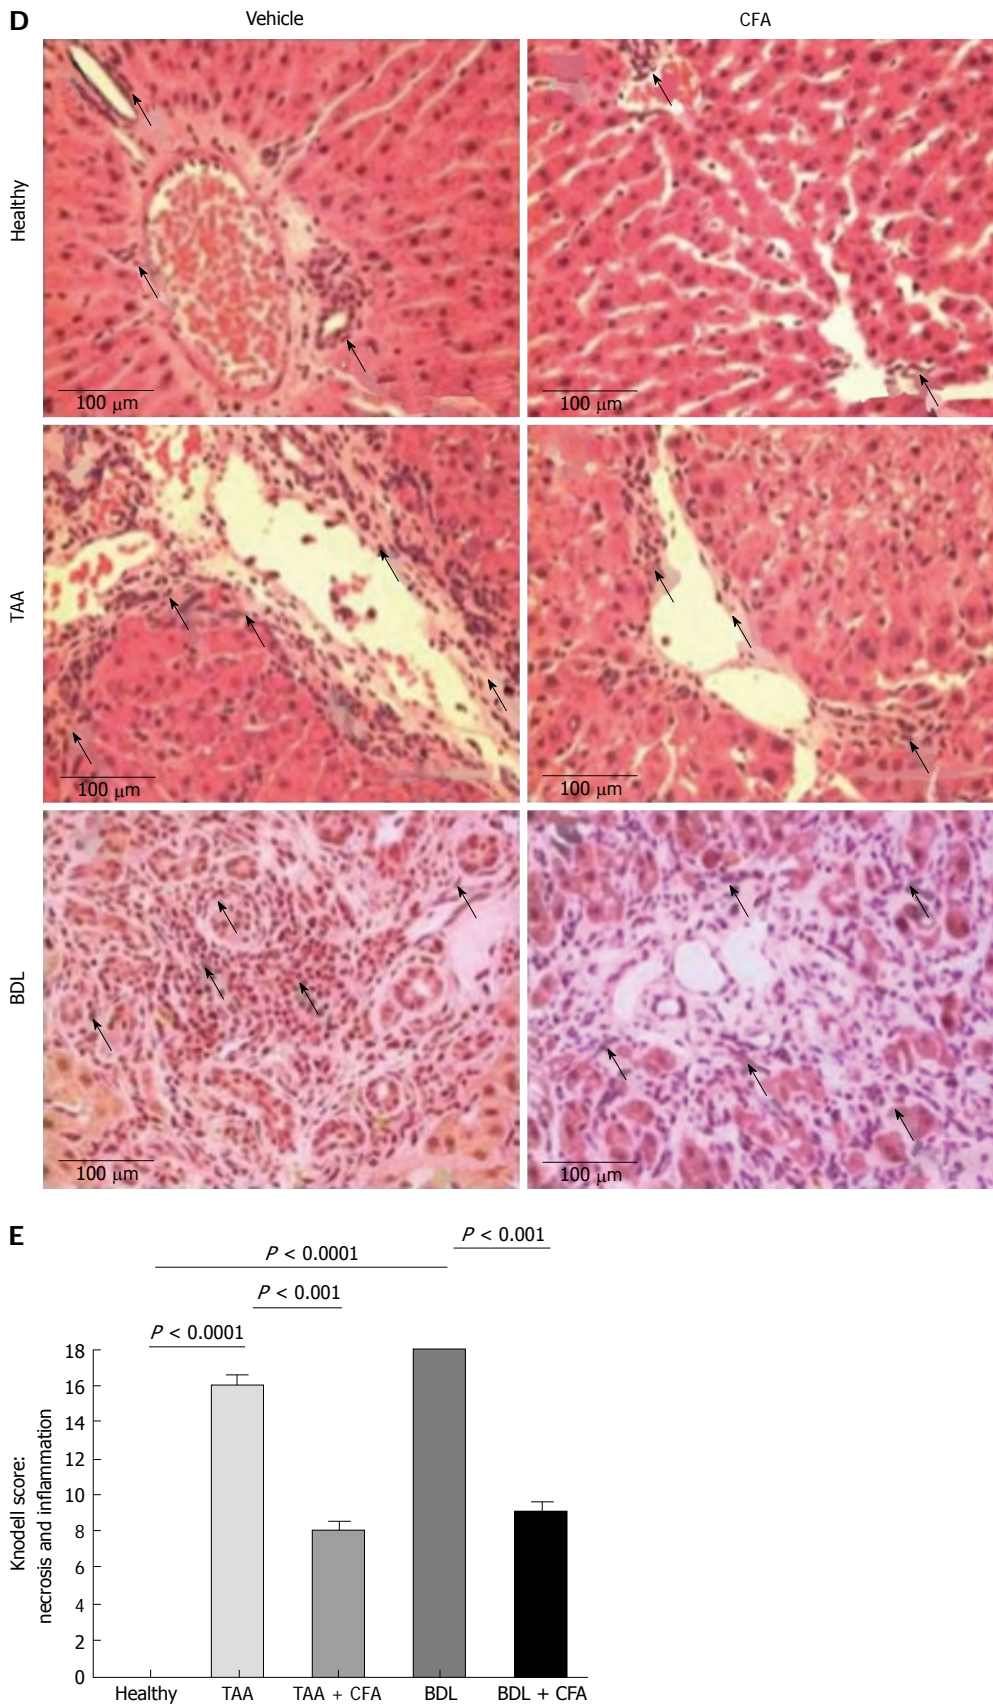 D
Vehicle
CFA
Healthy
100 μm
100 μm
TAA
100 μm
100 μm
BDL
100 μm
100 μm
E
P < 0.001
P < 0.0001
P < 0.001
P < 0.0001
Knodell score:
necrosis and inflammation
18
16
14
12
10
8
6
4
2
0
Healthy
TAA
TAA + CFA
BDL
BDL + CFA